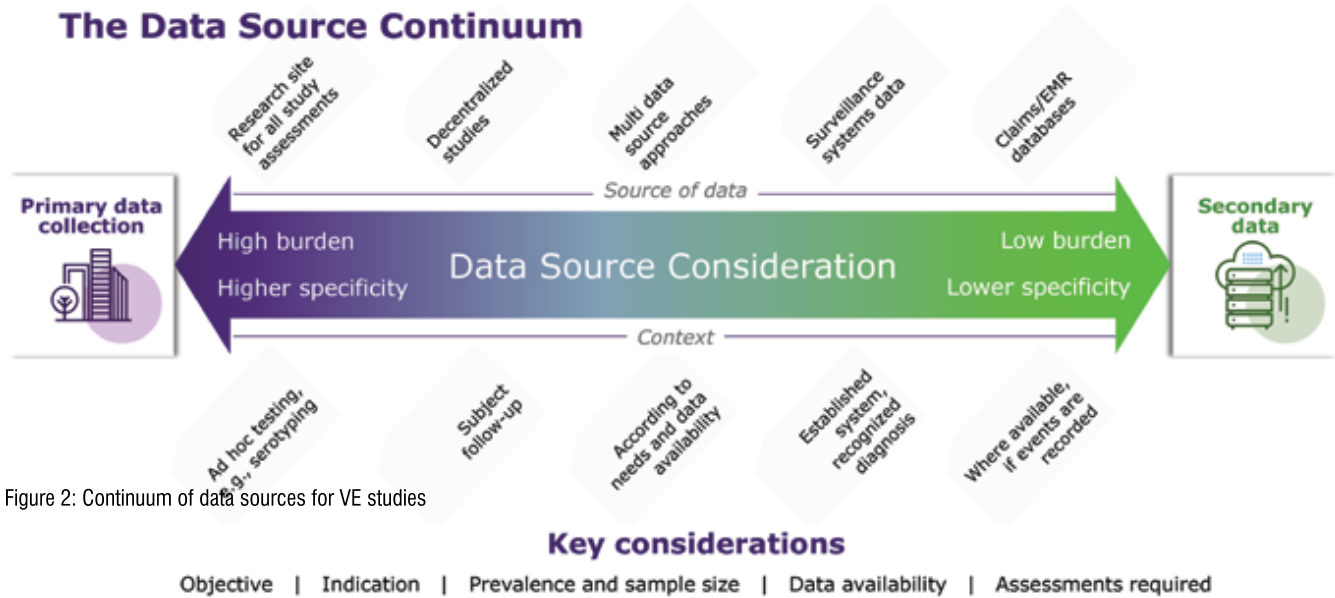 The Data Source Continuum
Research site
for all study
assessments
Decentralized
studies
Multi data
source
approaches
Surveillance
systems data
Claims/EMR
databases
Source of data
Primary data
collection
High burden
Higher specificity
Data Source Consideration
Low burden
Lower specificity
Secondary
data
Context
Ad hoc testing,
e.g., serotyping
Subject
follow-up
According to
needs and data
availability
Established
system,
recognized
diagnosis
Where available,
if events are
recorded
Figure 2: Continuum of data sources for VE studies
Key considerations
Objective | Indication | Prevalence and sample size | Data availability | Assessments required